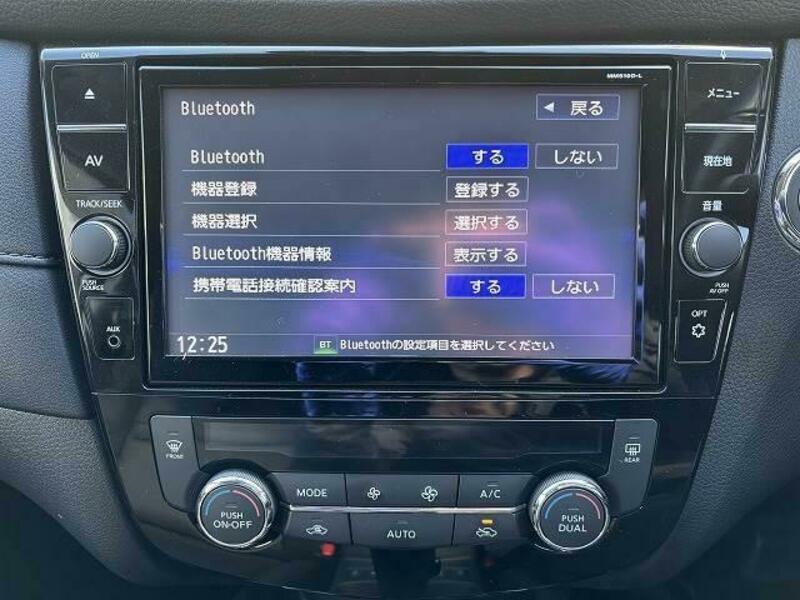 OPEN
MM518D-L
Bluetooth
戻る
メニュー
AV
Bluetooth
する
しない
現在地
機器登録
登録する
TRACK/SEEK
音量
機器選択
選択する
Bluetooth機器情報
表示する
PUSH
SOURCE
携帯電話接続確認案内
する
しない
PUSH
AV OFF
AUX
OPT
12:25
BT
Bluetoothの設定項目を選択してください
FRONT
REAR
MODE
A/C
PUSH
ON·OFF
AUTO
PUSH
DUAL